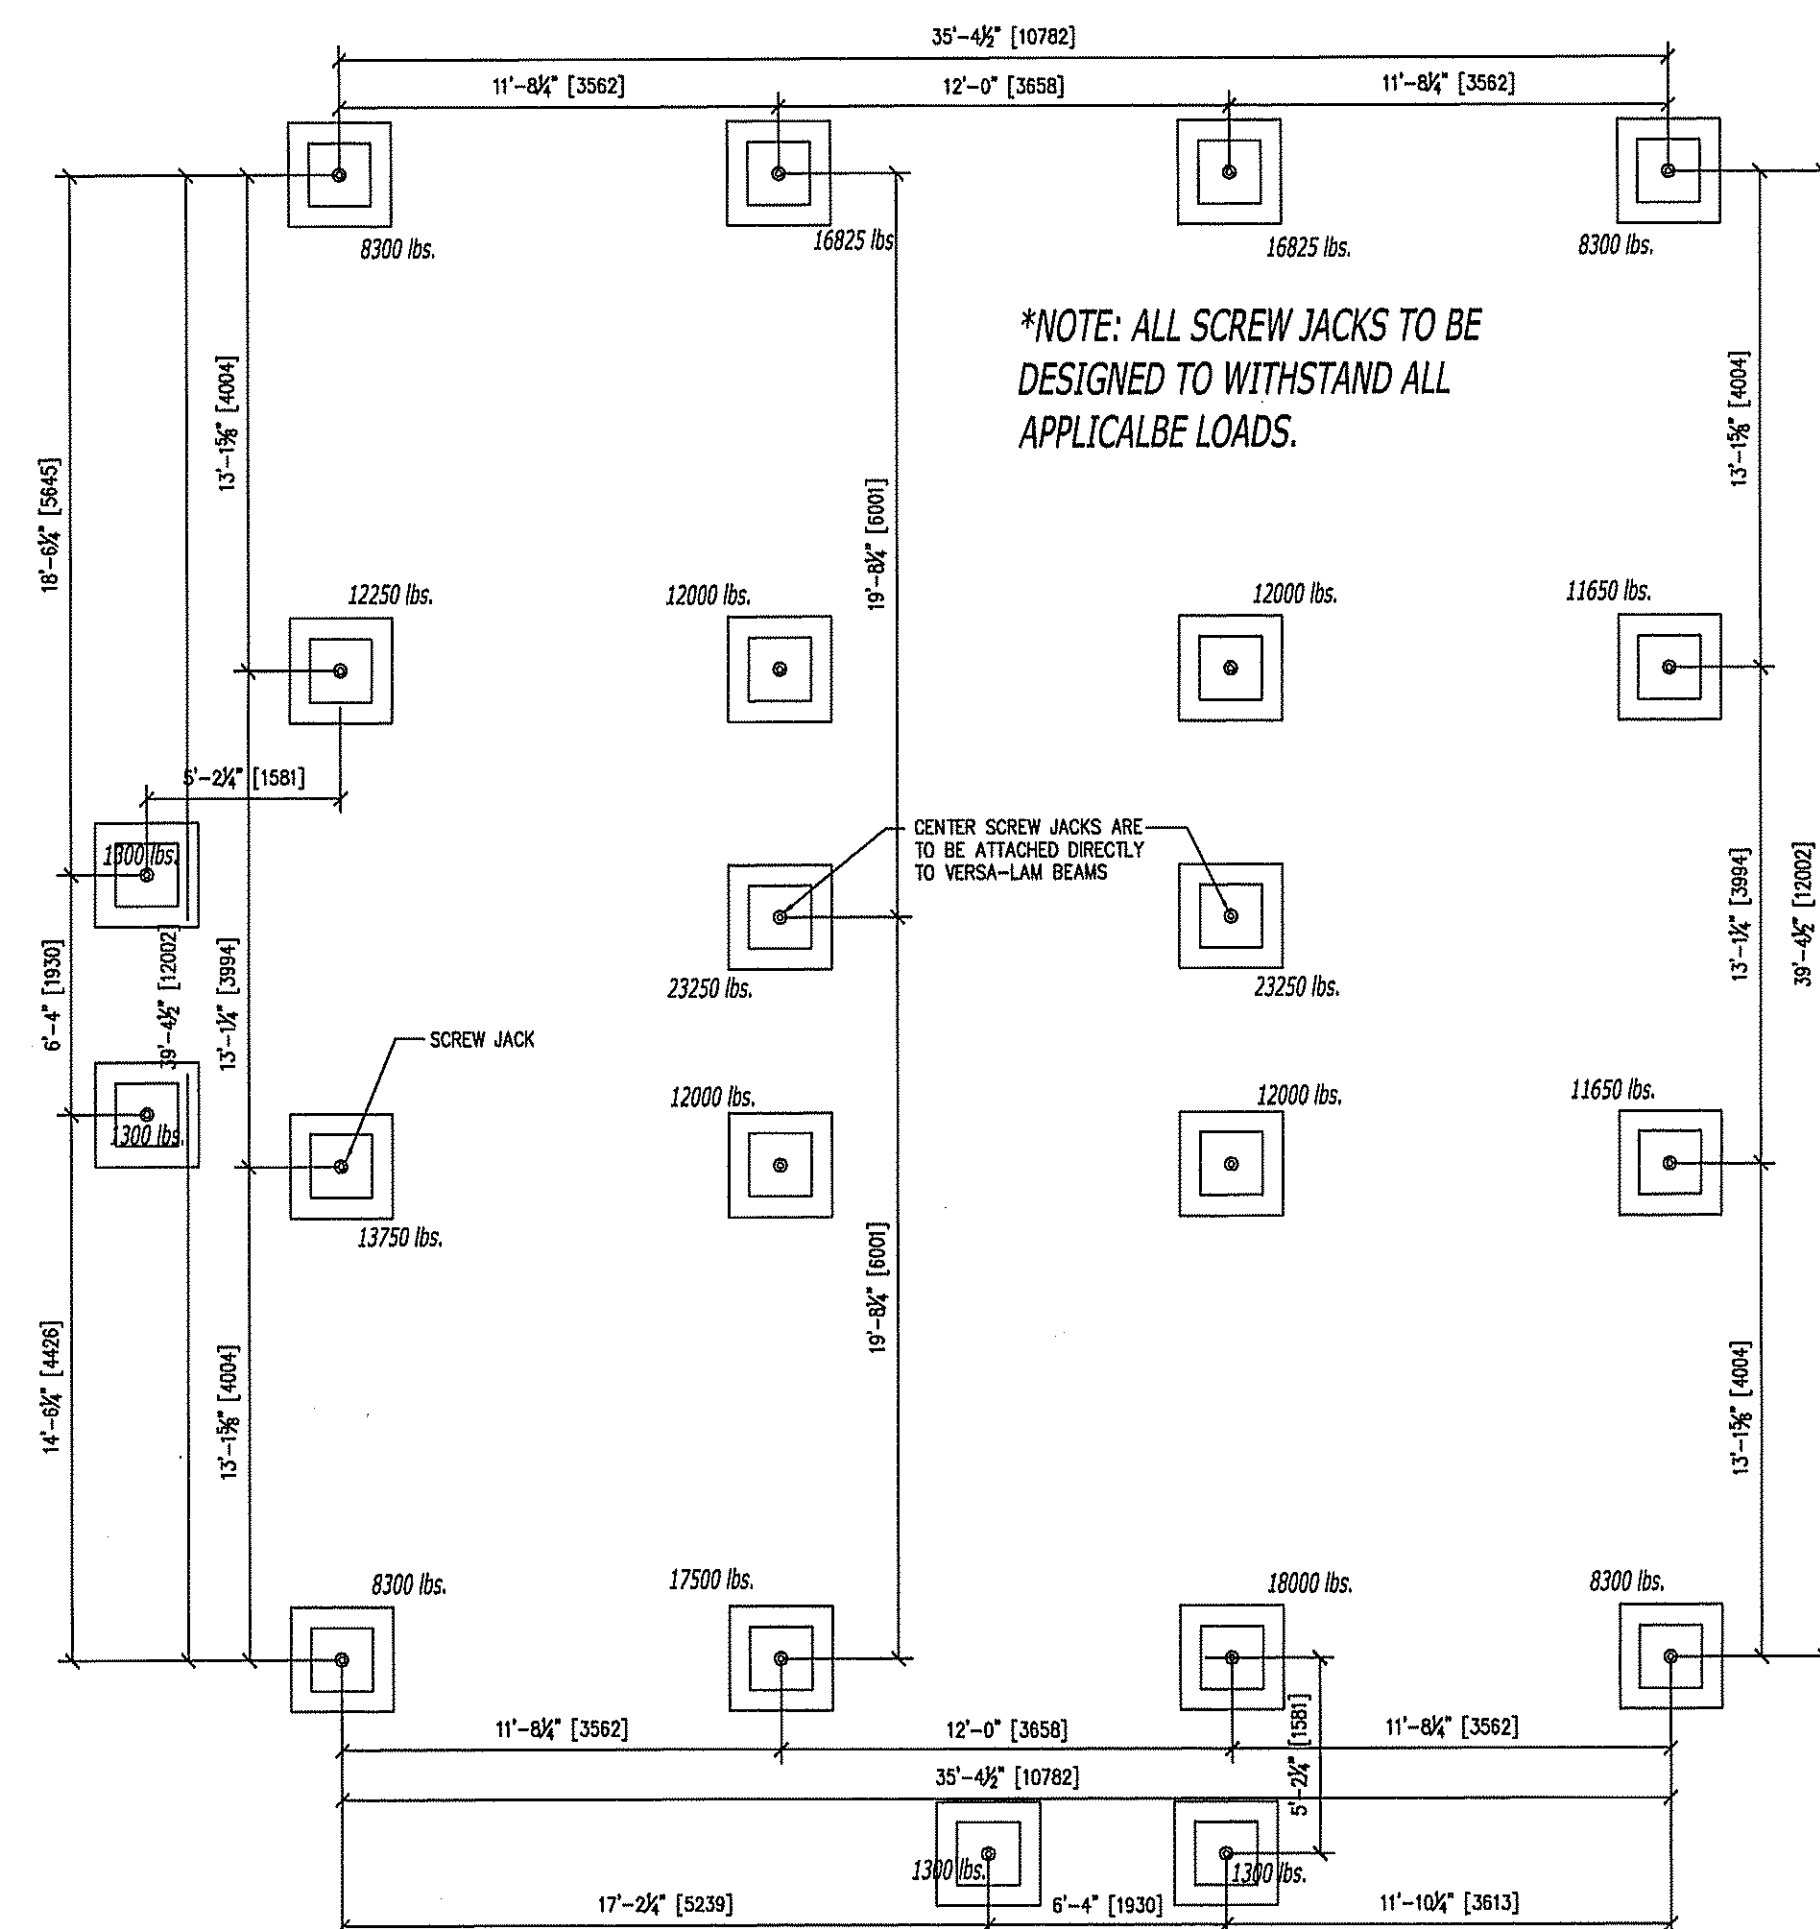 35'-4½" [10782]
11'-8¼" [3562]
12'-0" [3658]
11'-8¼" [3562]
8300 lbs.
16825 lbs
16825 lbs.
8300 lbs.
*NOTE: ALL SCREW JACKS TO BE
DESIGNED TO WITHSTAND ALL
APPLICALBE LOADS.
13'-1⅝" [4004]
13'-1⅝" [4004]
18'-6¼" [5645]
19'-8¼" [6001]
12250 lbs.
12000 lbs.
12000 lbs.
11650 lbs.
5'-2¼" [1581]
1300 lbs.
CENTER SCREW JACKS ARE
TO BE ATTACHED DIRECTLY
TO VERSA-LAM BEAMS
13'-1¼" [3994]
39'-4½" [12002]
6'-4" [1930]
39'-4½" [12002]
13'-1¼" [3994]
23250 lbs.
23250 lbs.
SCREW JACK
1300 lbs.
12000 lbs.
12000 lbs.
11650 lbs.
13750 lbs.
19'-8¼" [6001]
14'-6¼" [4426]
13'-1⅝" [4004]
13'-1⅝" [4004]
8300 lbs.
17500 lbs.
18000 lbs.
8300 lbs.
11'-8¼" [3562]
12'-0" [3658]
11'-8¼" [3562]
5'-2¼" [1581]
35'-4½" [10782]
1300 lbs.
1300 lbs.
17'-2¼" [5239]
6'-4" [1930]
11'-10¼" [3613]